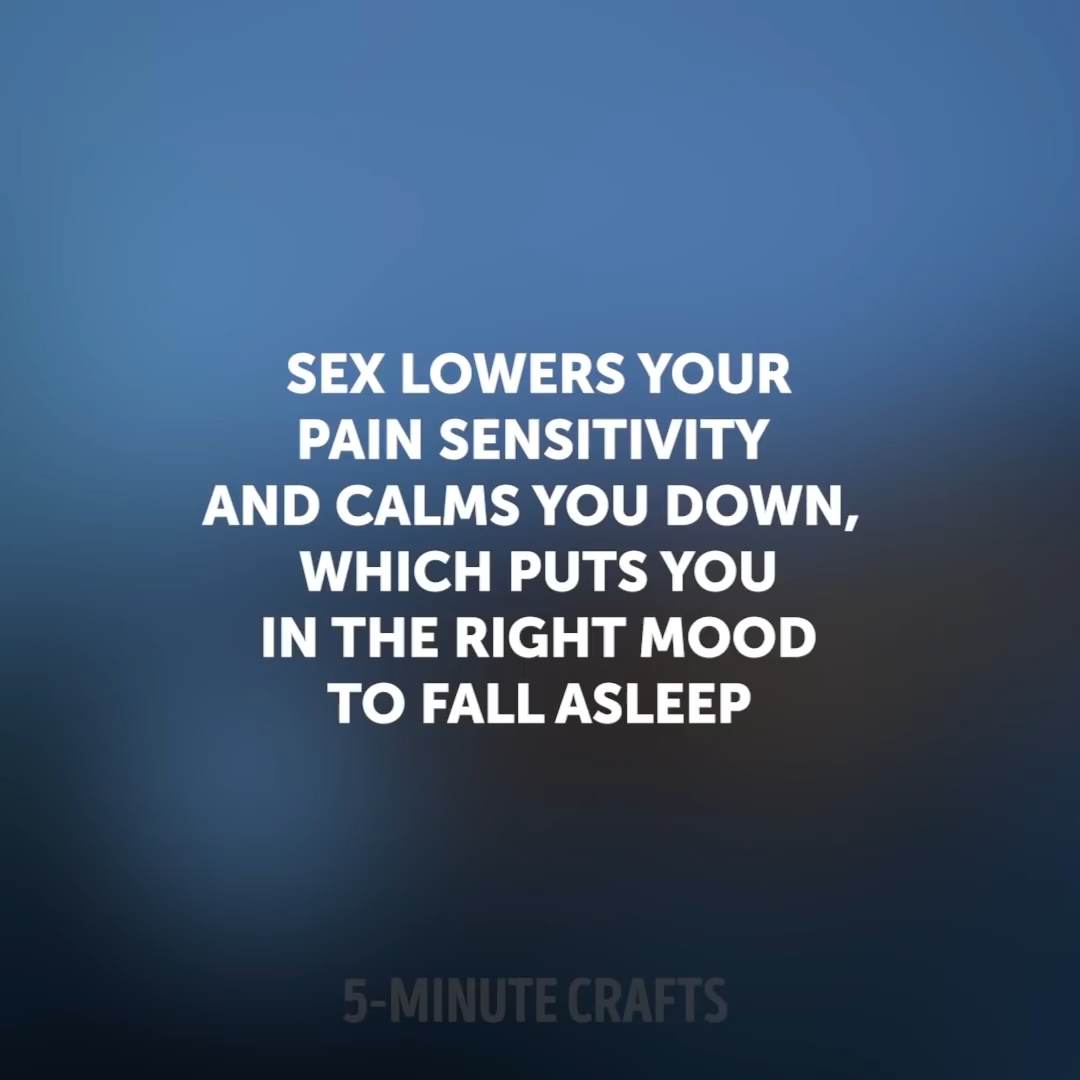 SEX LOWERS YOUR
PAIN SENSITIVITY
AND CALMS YOU DOWN,
WHICH PUTS YOU
IN THE RIGHT MOOD
TO FALL ASLEEP
5-MINUTE CRAFTS